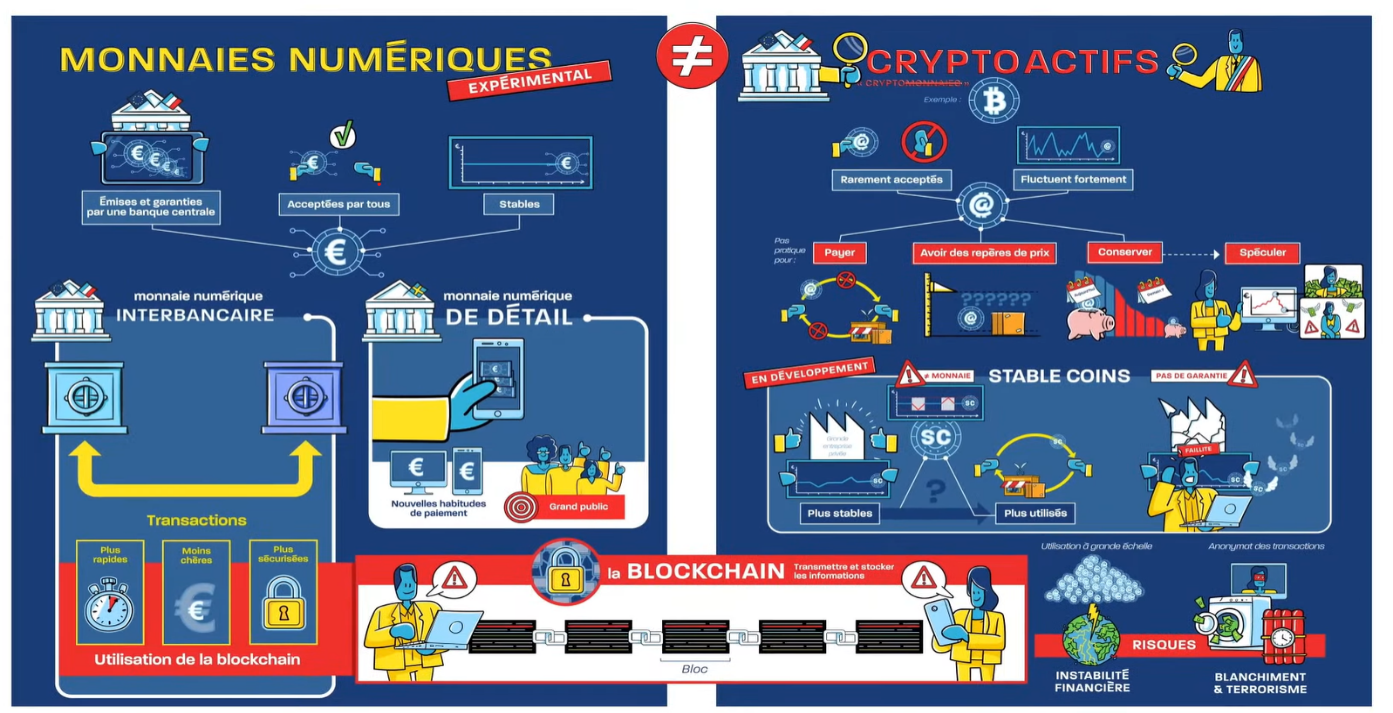 MONNAIES NUMÉRIQUES
EXPÉRIMENTAL
Émises et garanties
par une banque centrale
Acceptées par tous
Stables
€
monnaie numérique
INTERBANCAIRE
monnaie numérique
DE DÉTAIL
Transactions
Plus
rapides
Moins
chères
Plus
sécurisées
Utilisation de la blockchain
€
€
Nouvelles habitudes
de paiement
Grand public
≠
CRYPTOACTIFS
« CRYPTOMONNAIES »
Exemple :
Rarement acceptés
Fluctuent fortement
@
Pas
pratique
pour :
Payer
Avoir des repères de prix
Conserver
Spéculer
??????
EN DÉVELOPPEMENT
≠ MONNAIE
STABLE COINS
PAS DE GARANTIE
Grande
entreprise
privée
SC
?
Plus stables
Plus utilisés
FAILLITE
la BLOCKCHAIN
Transmettre et stocker
les informations
Bloc
Utilisation à grande échelle
Anonymat des transactions
RISQUES
INSTABILITÉ
FINANCIÈRE
BLANCHIMENT
& TERRORISME